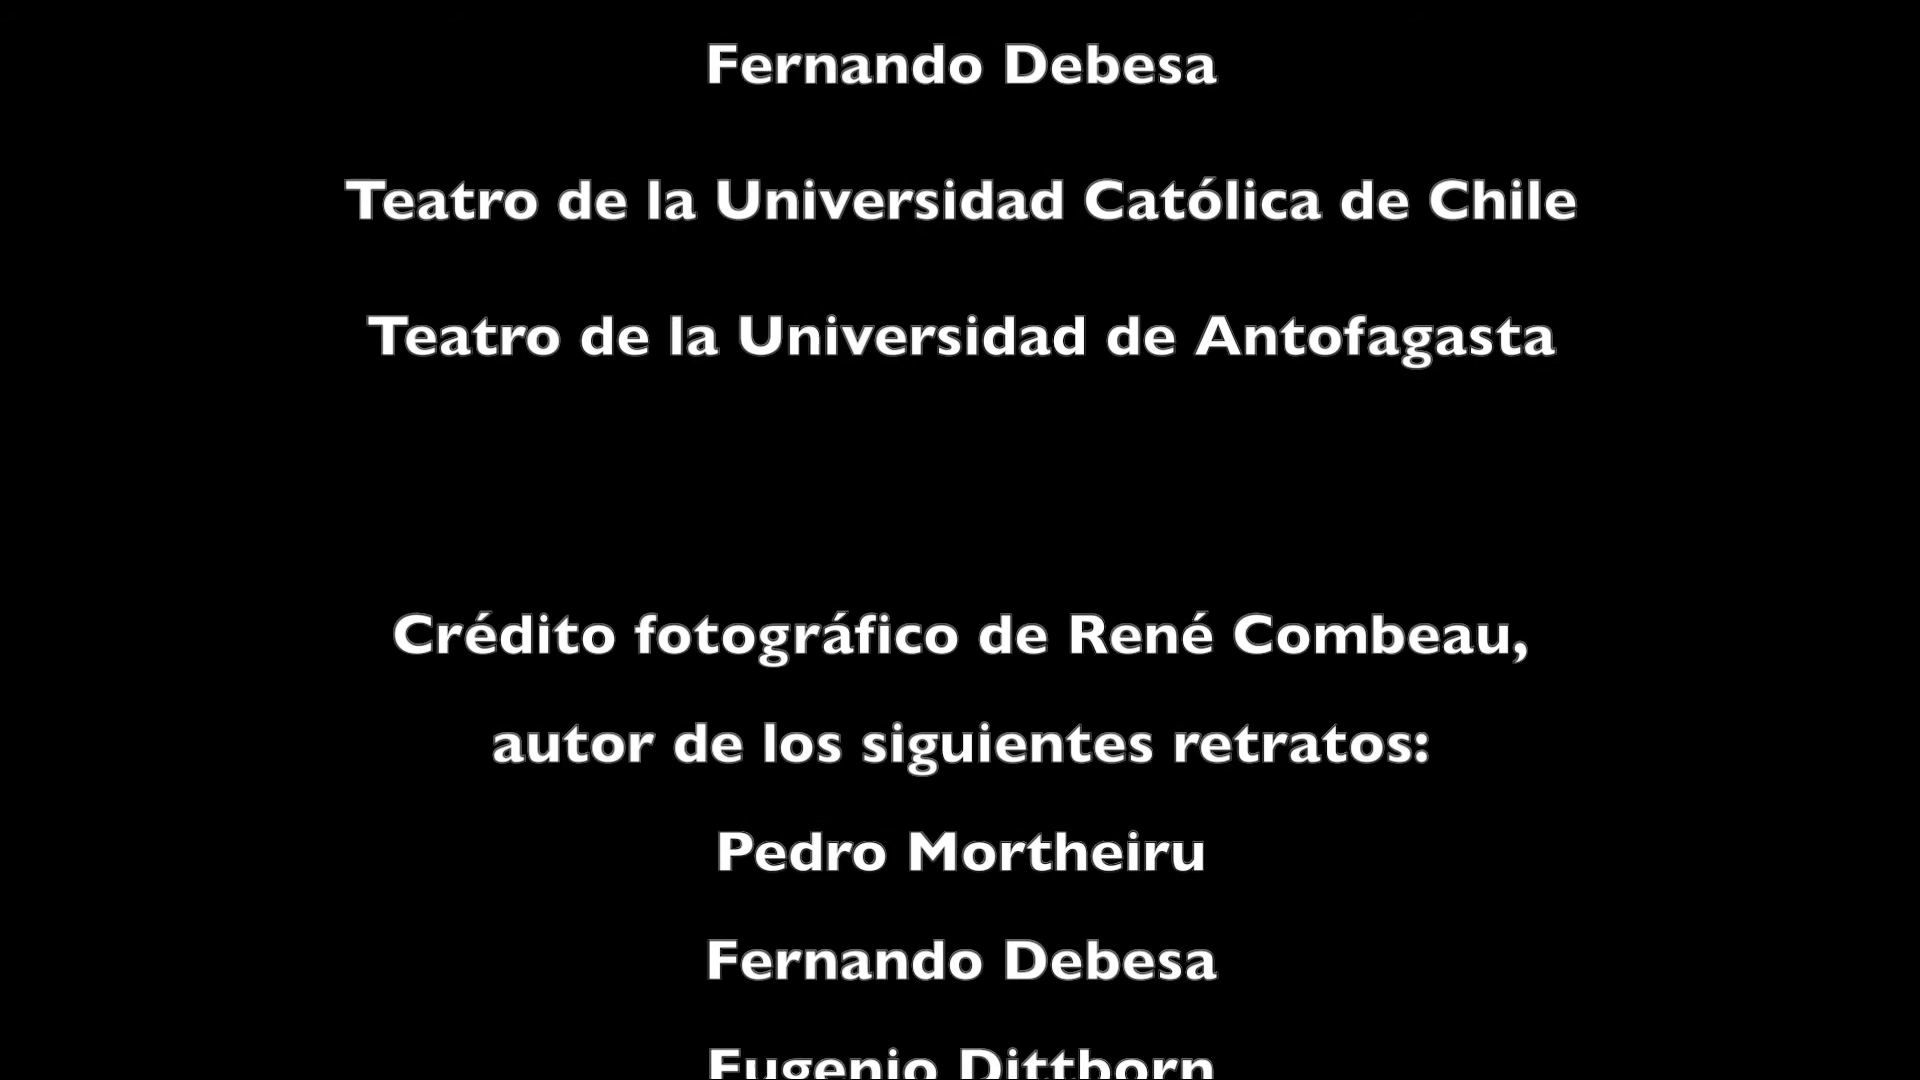 Fernando Debesa
Teatro de la Universidad Católica de Chile
Teatro de la Universidad de Antofagasta
Crédito fotográfico de René Combeau,
autor de los siguientes retratos:
Pedro Mortheiru
Fernando Debesa
Eugenio Dittborn